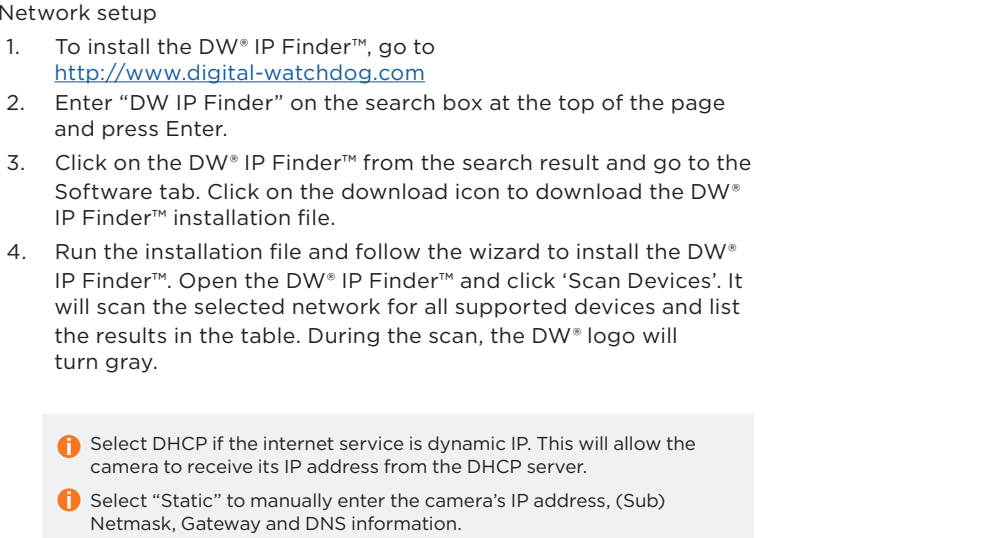 Network setup
1. To install the DW® IP Finder™, go to
http://www.digital-watchdog.com
2. Enter “DW IP Finder” on the search box at the top of the page
and press Enter.
3. Click on the DW® IP Finder™ from the search result and go to the
Software tab. Click on the download icon to download the DW®
IP Finder™ installation file.
4. Run the installation file and follow the wizard to install the DW®
IP Finder™. Open the DW® IP Finder™ and click ‘Scan Devices’. It
will scan the selected network for all supported devices and list
the results in the table. During the scan, the DW® logo will
turn gray.
Select DHCP if the internet service is dynamic IP. This will allow the
camera to receive its IP address from the DHCP server.
Select “Static” to manually enter the camera’s IP address, (Sub)
Netmask, Gateway and DNS information.